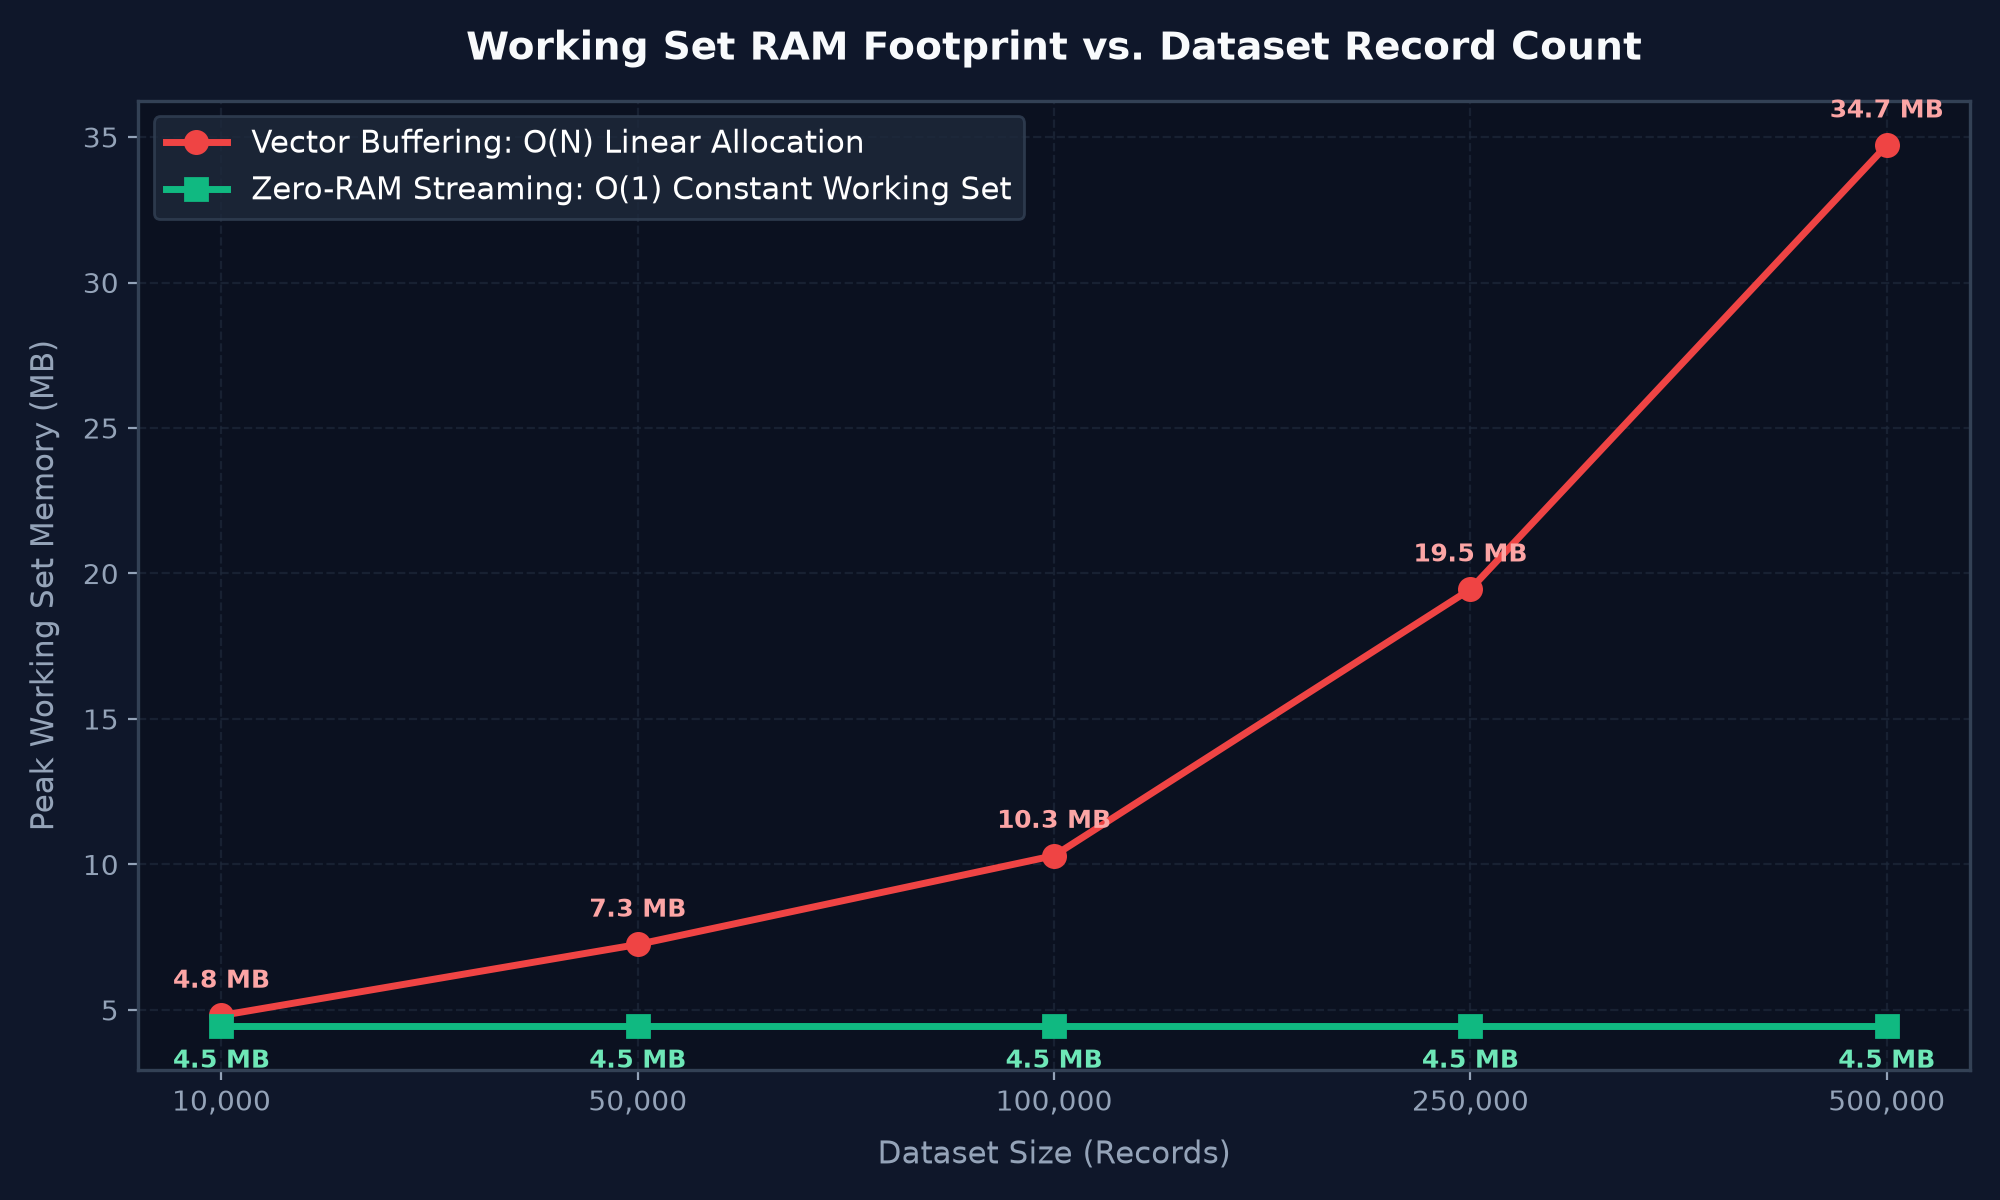 Working Set RAM Footprint vs. Dataset Record Count
Vector Buffering: O(N) Linear Allocation
Zero-RAM Streaming: O(1) Constant Working Set
Peak Working Set Memory (MB)
35
30
25
20
15
10
5
34.7 MB
19.5 MB
10.3 MB
7.3 MB
4.8 MB
4.5 MB
4.5 MB
4.5 MB
4.5 MB
4.5 MB
10,000
50,000
100,000
250,000
500,000
Dataset Size (Records)